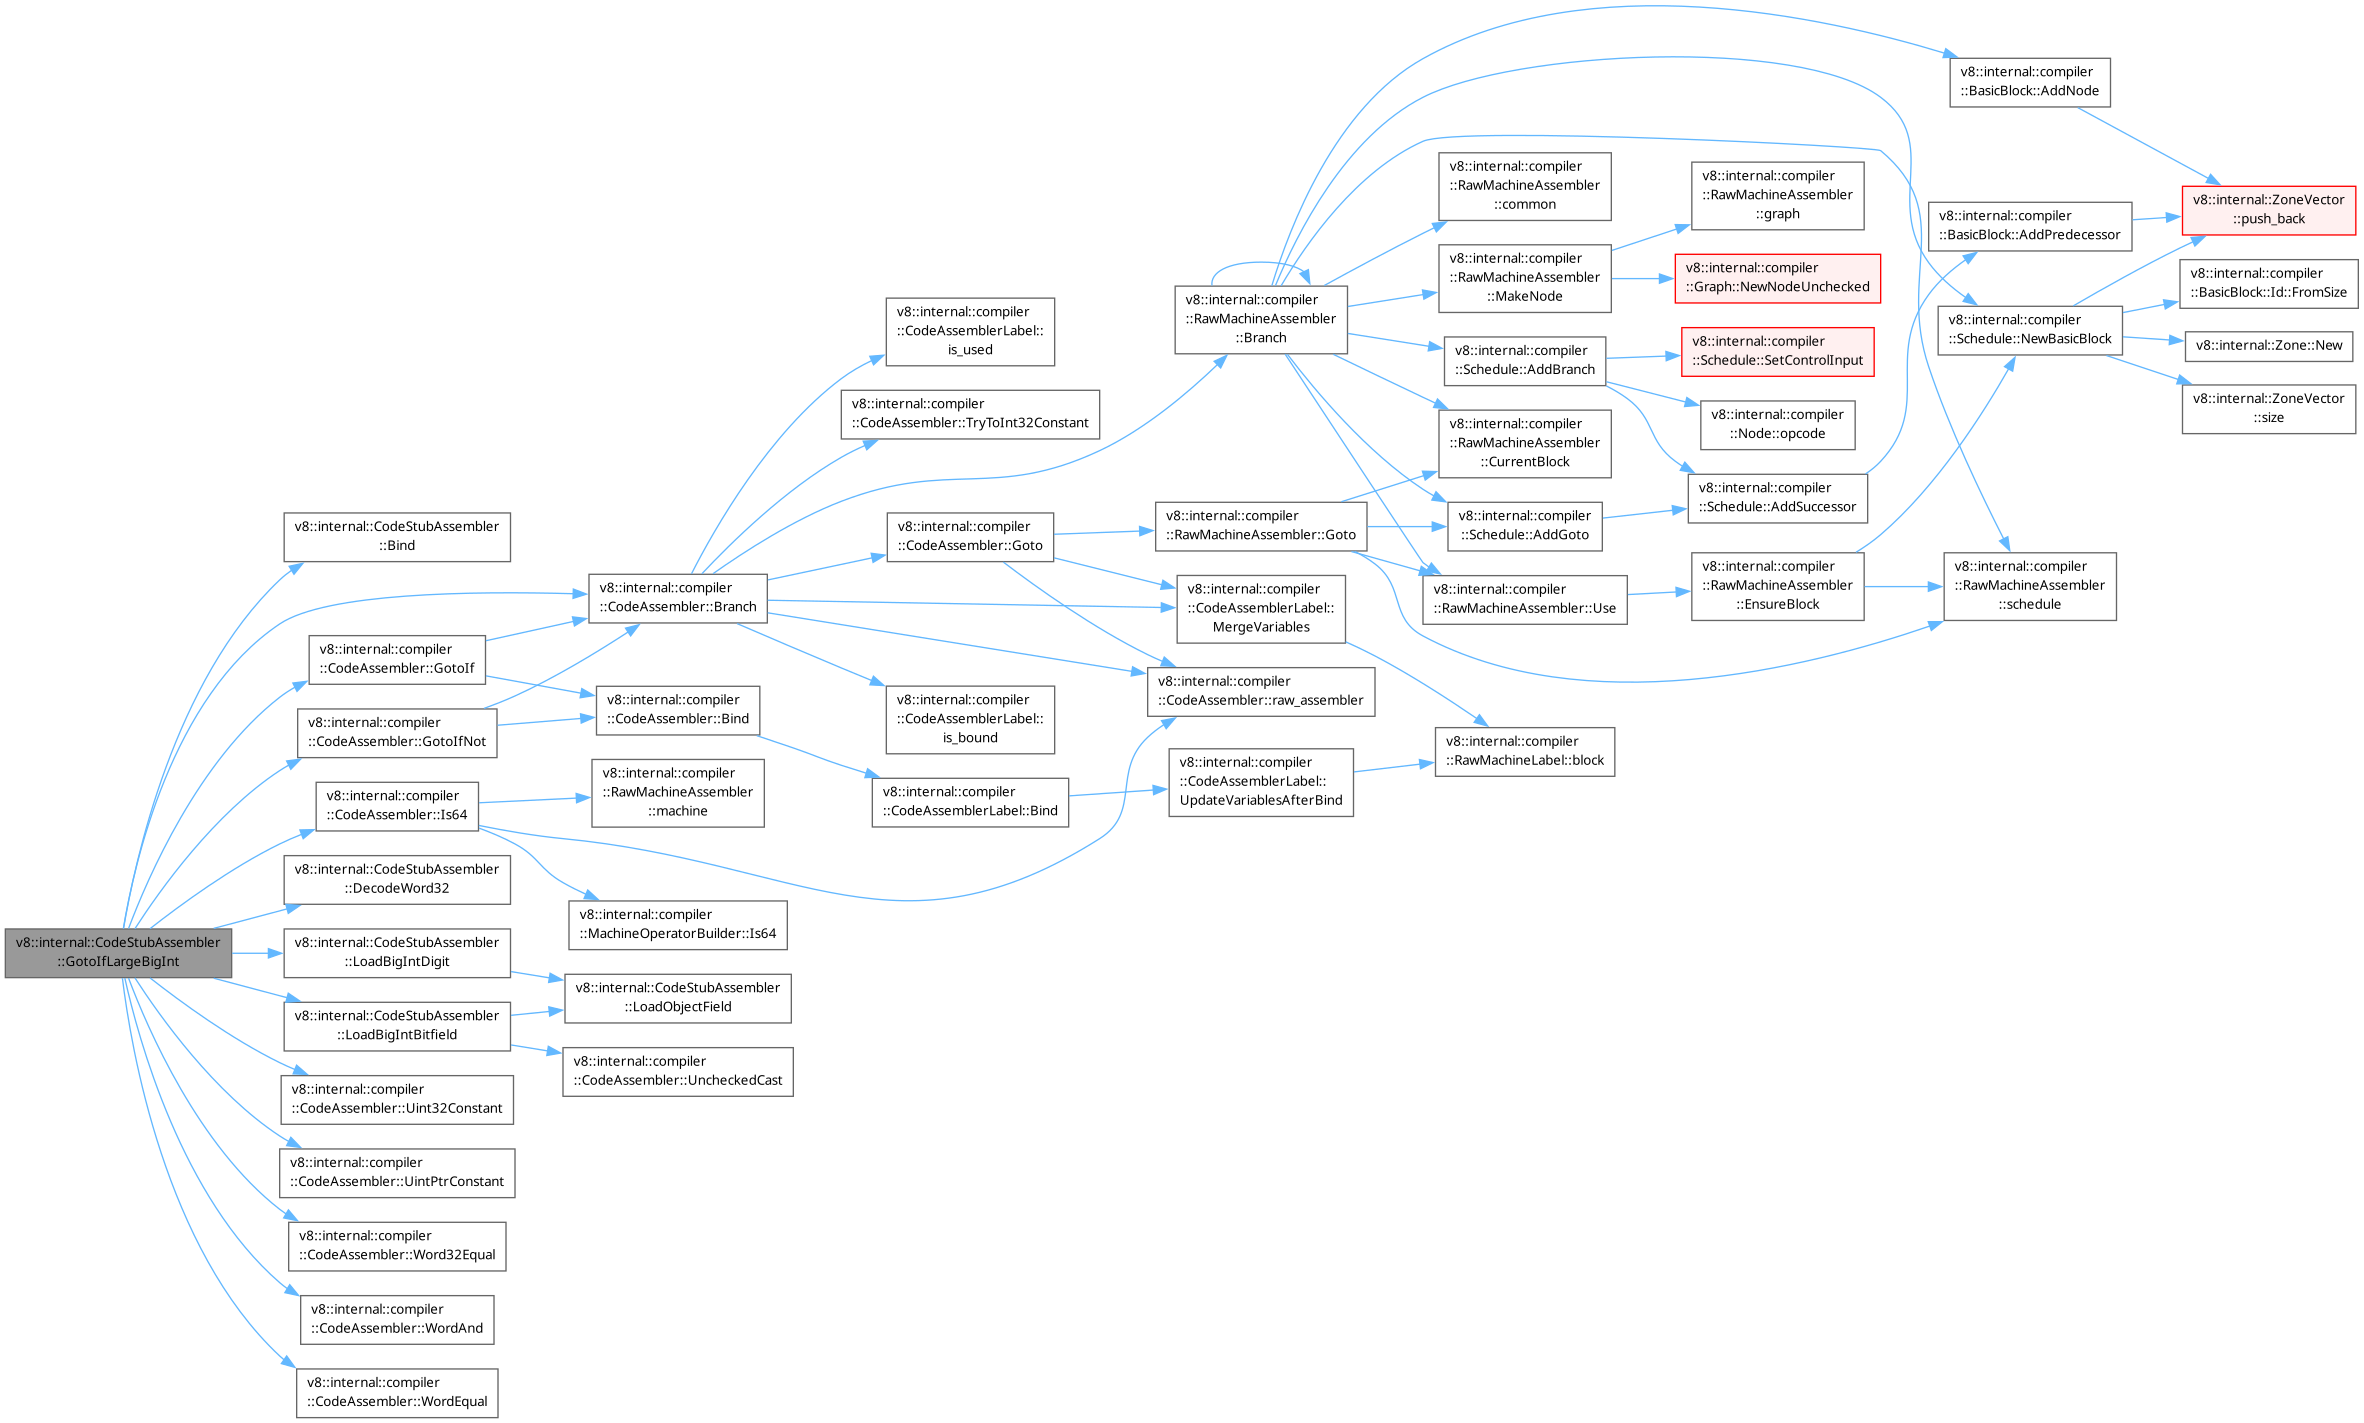 v8::internal::CodeStubAssembler
::GotoIfLargeBigInt
v8::internal::CodeStubAssembler
::Bind
v8::internal::compiler
::CodeAssembler::GotoIf
v8::internal::compiler
::CodeAssembler::GotoIfNot
v8::internal::compiler
::CodeAssembler::Is64
v8::internal::CodeStubAssembler
::DecodeWord32
v8::internal::CodeStubAssembler
::LoadBigIntDigit
v8::internal::CodeStubAssembler
::LoadBigIntBitfield
v8::internal::compiler
::CodeAssembler::Uint32Constant
v8::internal::compiler
::CodeAssembler::UintPtrConstant
v8::internal::compiler
::CodeAssembler::Word32Equal
v8::internal::compiler
::CodeAssembler::WordAnd
v8::internal::compiler
::CodeAssembler::WordEqual
v8::internal::compiler
::CodeAssembler::Branch
v8::internal::compiler
::CodeAssembler::Bind
v8::internal::compiler
::RawMachineAssembler
::machine
v8::internal::compiler
::MachineOperatorBuilder::Is64
v8::internal::CodeStubAssembler
::LoadObjectField
v8::internal::compiler
::CodeAssembler::UncheckedCast
v8::internal::compiler
::CodeAssemblerLabel::
is_used
v8::internal::compiler
::CodeAssembler::TryToInt32Constant
v8::internal::compiler
::CodeAssembler::Goto
v8::internal::compiler
::CodeAssemblerLabel::
is_bound
v8::internal::compiler
::CodeAssemblerLabel::Bind
v8::internal::compiler
::RawMachineAssembler
::Branch
v8::internal::compiler
::RawMachineAssembler::Goto
v8::internal::compiler
::CodeAssemblerLabel::
MergeVariables
v8::internal::compiler
::CodeAssembler::raw_assembler
v8::internal::compiler
::CodeAssemblerLabel::
UpdateVariablesAfterBind
v8::internal::compiler
::RawMachineAssembler
::common
v8::internal::compiler
::RawMachineAssembler
::MakeNode
v8::internal::compiler
::Schedule::AddBranch
v8::internal::compiler
::RawMachineAssembler
::CurrentBlock
v8::internal::compiler
::Schedule::AddGoto
v8::internal::compiler
::RawMachineAssembler::Use
v8::internal::compiler
::RawMachineLabel::block
v8::internal::compiler
::RawMachineAssembler
::graph
v8::internal::compiler
::Graph::NewNodeUnchecked
v8::internal::compiler
::Schedule::SetControlInput
v8::internal::compiler
::Node::opcode
v8::internal::compiler
::Schedule::AddSuccessor
v8::internal::compiler
::RawMachineAssembler
::EnsureBlock
v8::internal::compiler
::BasicBlock::AddNode
v8::internal::compiler
::BasicBlock::AddPredecessor
v8::internal::compiler
::Schedule::NewBasicBlock
v8::internal::compiler
::RawMachineAssembler
::schedule
v8::internal::ZoneVector
::push_back
v8::internal::compiler
::BasicBlock::Id::FromSize
v8::internal::Zone::New
v8::internal::ZoneVector
::size